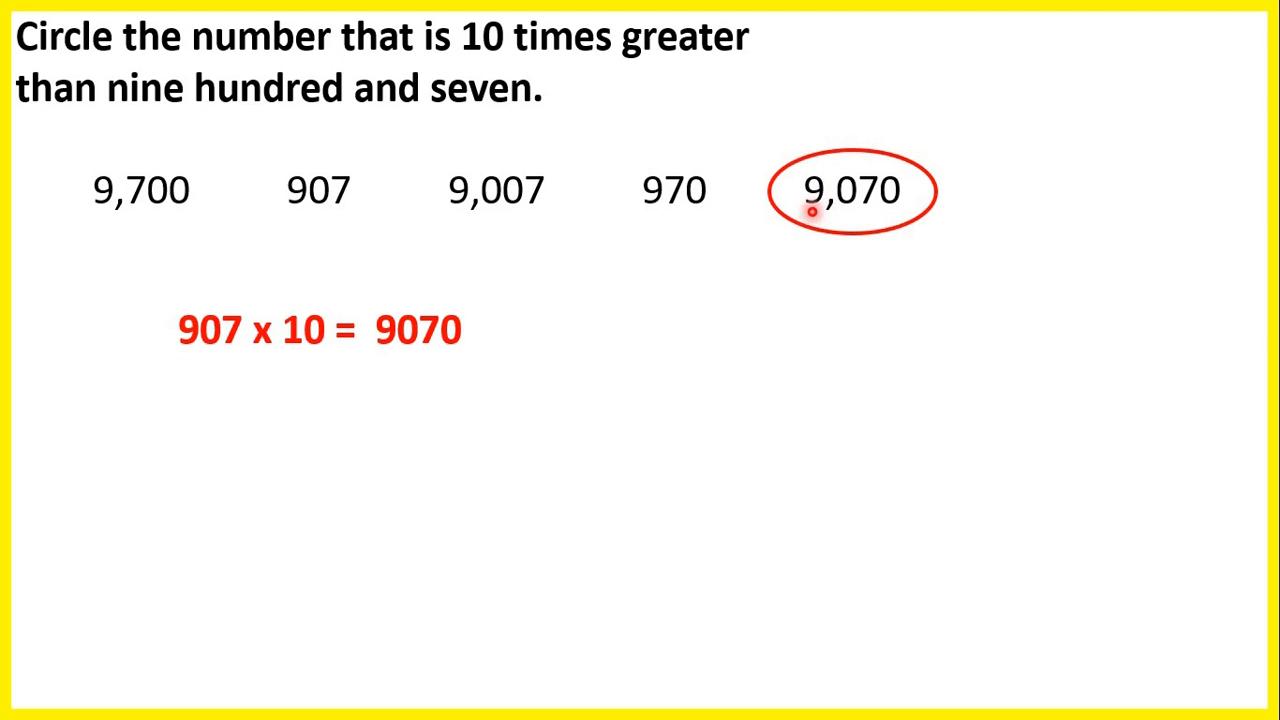 Circle the number that is 10 times greater
than nine hundred and seven.
9,700 907 9,007 970 9,070
907 x 10 = 9070